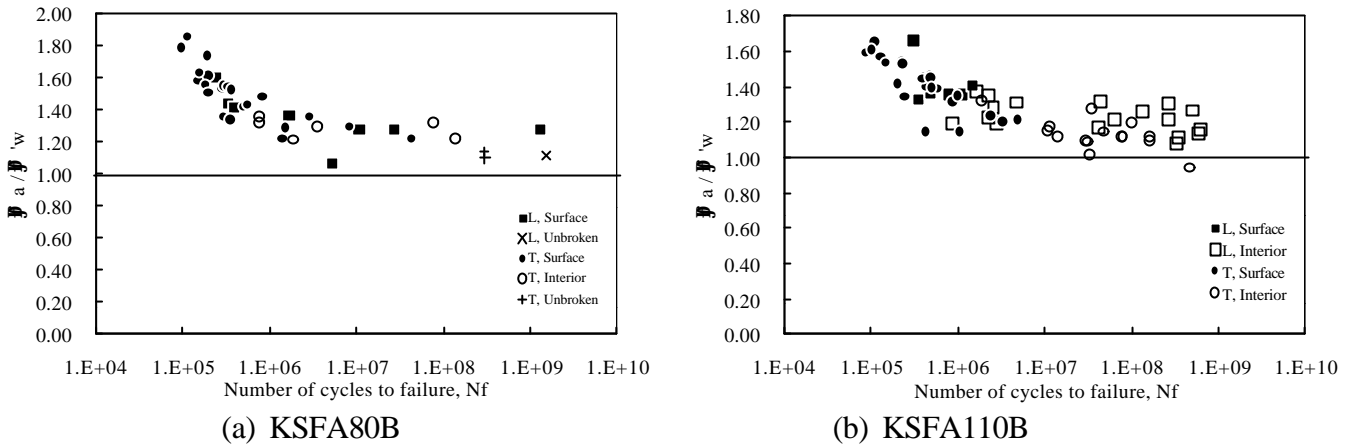 2.00
1.80
1.60
1.40
1.20
1.00
0.80
0.60
0.40
0.20
0.00
a / 'w
L, Surface
L, Unbroken
T, Surface
T, Interior
T, Unbroken
1.E+04 1.E+05 1.E+06 1.E+07 1.E+08 1.E+09 1.E+10
Number of cycles to failure, Nf
(a) KSFA80B
1.80
1.60
1.40
1.20
1.00
0.80
0.60
0.40
0.20
0.00
a / 'w
L, Surface
L, Interior
T, Surface
T, Interior
1.E+04 1.E+05 1.E+06 1.E+07 1.E+08 1.E+09 1.E+10
Number of cycles to failure, Nf
(b) KSFA110B